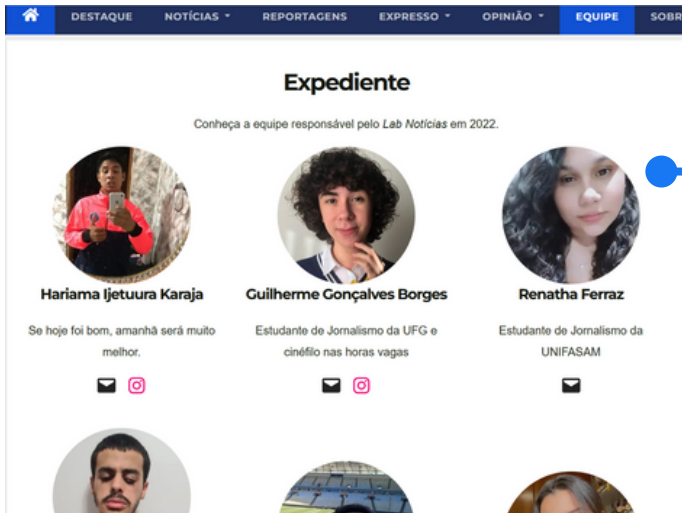 DESTAQUE NOTÍCIAS REPORTAGENS EXPRESSO OPINIÃO EQUIPE SOBR
Expediente
Conheça a equipe responsável pelo Lab Notícias em 2022.
Hariama Ijetuura Karaja
Se hoje foi bom, amanhã será muito
melhor.
Guilherme Gonçalves Borges
Estudante de Jornalismo da UFG e
cinéfilo nas horas vagas
Renatha Ferraz
Estudante de Jornalismo da
UNIFASAM